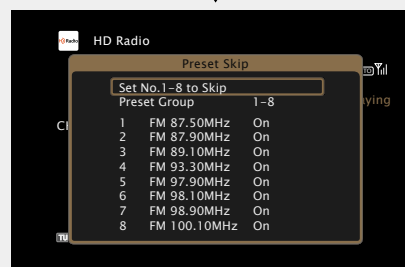 HD Radio
HD Radio
Preset Skip
Set No.1-8 to Skip
Preset Group 1-8
1 FM 87.50MHz On
2 FM 87.90MHz On
3 FM 89.10MHz On
4 FM 93.30MHz On
5 FM 97.90MHz On
6 FM 98.10MHz On
7 FM 98.90MHz On
8 FM 100.10MHz On